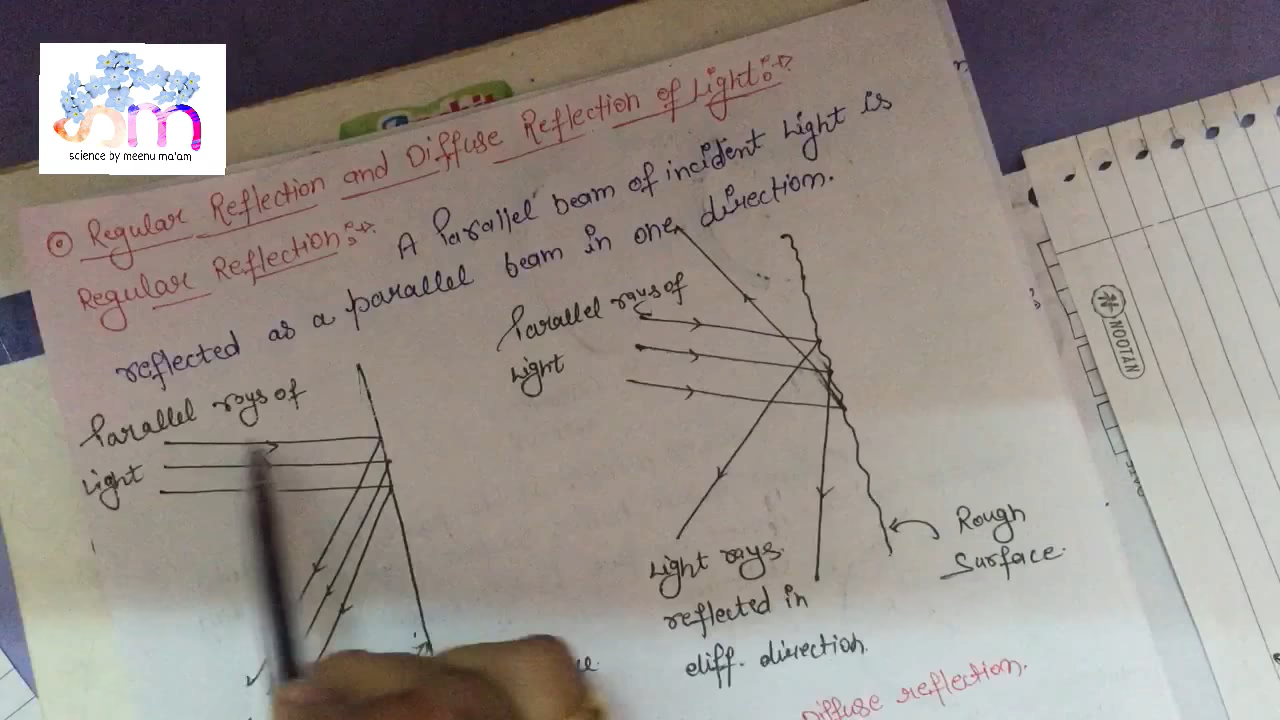 science by meenu ma'am
Regular Reflection and Diffuse Reflection of Light:→
Regular Reflection:→ A Parallel beam of incident Light is
reflected as a parallel beam in one direction.
Parallel rays of
Light
Parallel rays of
Light
Rough
Surface.
Light rays
reflected in
diff. direction.
Diffuse reflection.
NOOTAN
DATE